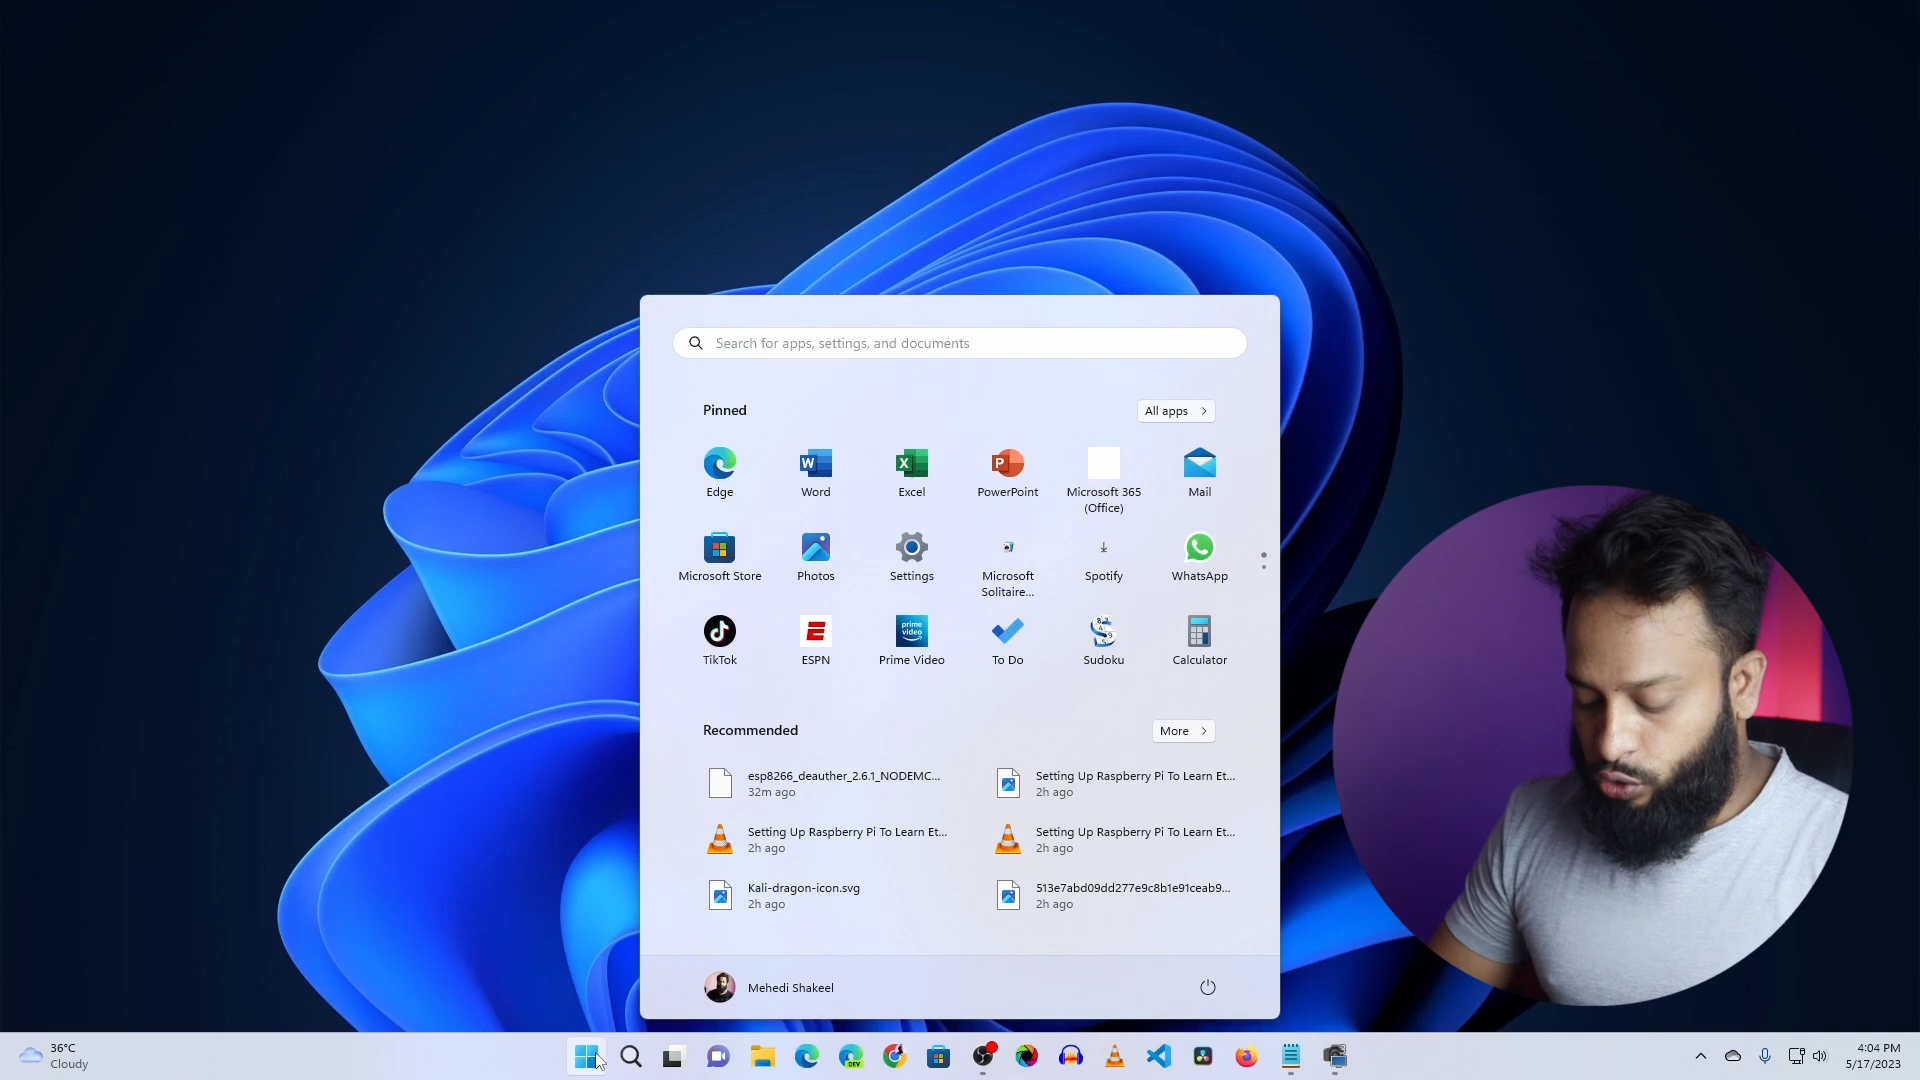 Search for apps, settings, and documents
Pinned
All apps
Edge
Word
Excel
PowerPoint
Microsoft 365
(Office)
Mail
Microsoft Store
Photos
Settings
Microsoft
Solitaire...
Spotify
WhatsApp
TikTok
ESPN
prime
video
Prime Video
To Do
Sudoku
Calculator
Recommended
More
esp8266_deauther_2.6.1_NODEMC...
32m ago
Setting Up Raspberry Pi To Learn Et...
2h ago
Setting Up Raspberry Pi To Learn Et...
2h ago
Setting Up Raspberry Pi To Learn Et...
2h ago
Kali-dragon-icon.svg
2h ago
513e7abd09dd277e9c8b1e91ceab9...
2h ago
Mehedi Shakeel
36°C
Cloudy
DEV
4:04 PM
5/17/2023